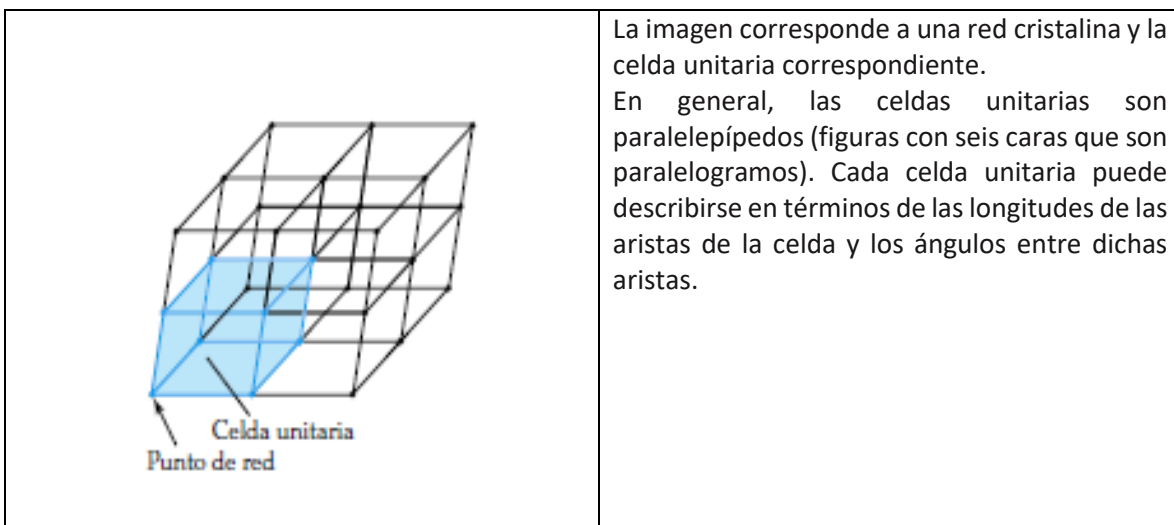 La imagen corresponde a una red cristalina y la
celda unitaria correspondiente.
En general, las celdas unitarias son
paralelepípedos (figuras con seis caras que son
paralelogramos). Cada celda unitaria puede
describirse en términos de las longitudes de las
aristas de la celda y los ángulos entre dichas
aristas.
Celda unitaria
Punto de red